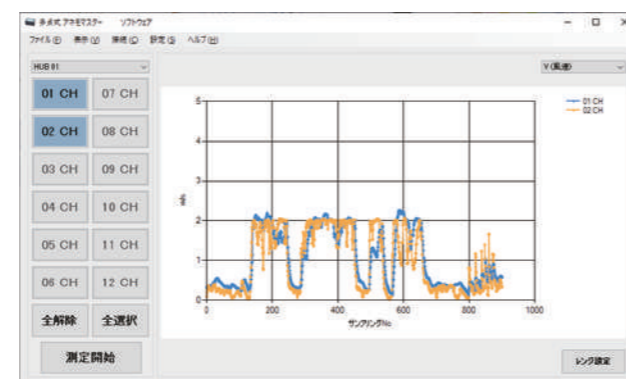 多点式 アネモマスター ソフトウェア
ファイル(F) 表示(V) 接続(C) 設定(S) ヘルプ(H)
HUB 01
V(風速)
01 CH 07 CH
02 CH 08 CH
03 CH 09 CH
04 CH 10 CH
05 CH 11 CH
06 CH 12 CH
全解除 全選択
測定開始
01 CH
02 CH
5
4
3
2
1
0
m/s
0 200 400 600 800 1000
サンプリングNo
レンジ設定